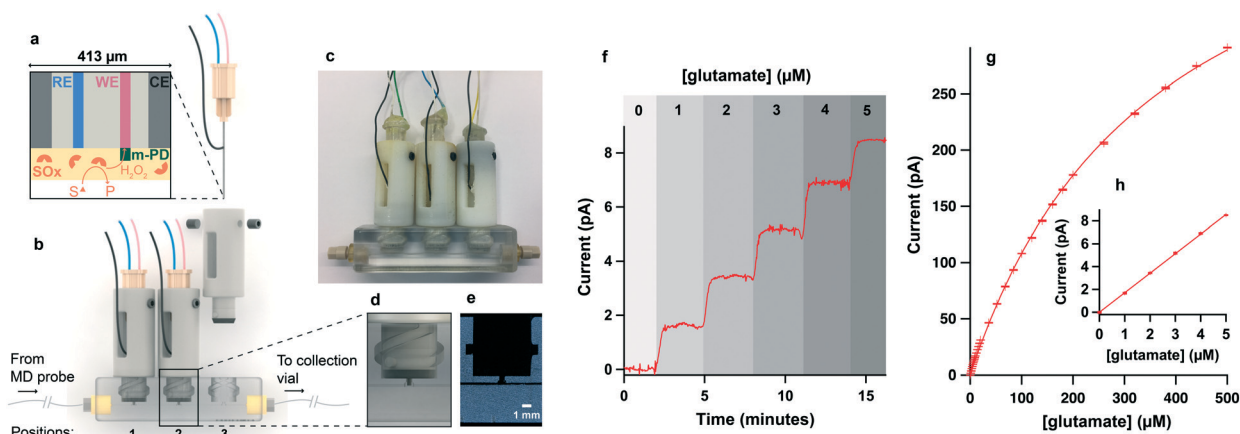 a
413 μm
RE
WE
CE
SOx
m-PD
H2O2
S
P
b
From
MD probe
To collection
vial
Positions:
1
2
3
c
d
e
1 mm
f
[glutamate] (μM)
0 1 2 3 4 5
Current (pA)
8
6
4
2
0
0 5 10 15
Time (minutes)
g
Current (pA)
250
200
150
100
50
0
0 100 200 300 400 500
[glutamate] (μM)
h
Current (pA)
8
6
4
2
0
0 1 2 3 4 5
[glutamate] (μM)